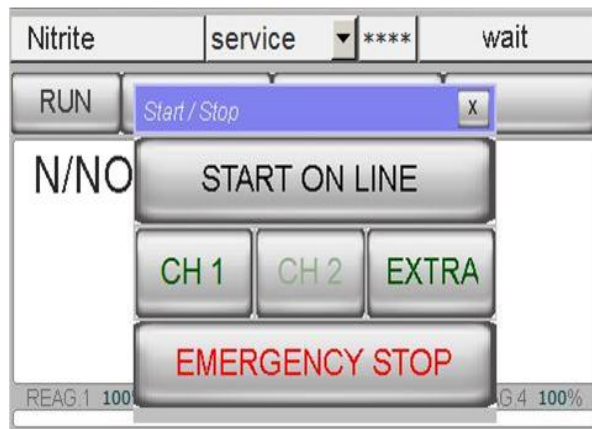 Nitrite service **** wait
RUN
Start / Stop X
N/NO
START ON LINE
CH 1 CH 2 EXTRA
EMERGENCY STOP
REAG.1 100 G.4 100%